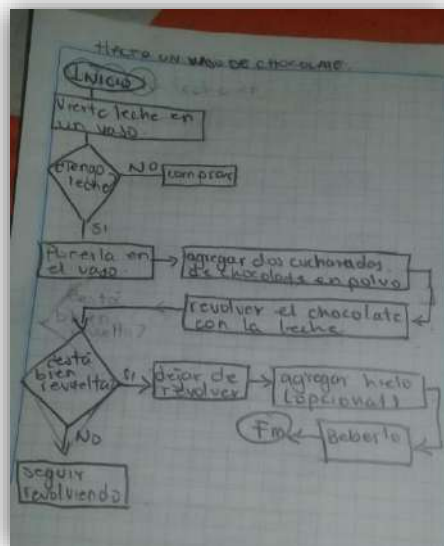 HAGO UN VASO DE CHOCOLATE.
INICIO
Vierto leche en
un vaso.
¿Tengo
leche?
NO
comprar
SI
Ponerla en
el vaso.
agregar dos cucharadas
de chocolate en polvo
revolver el chocolate
con la leche
¿está
bien
revuelta?
SI
dejar de
revolver
agregar hielo
(opcional)
Beberlo
Fin
NO
seguir
revolviendo